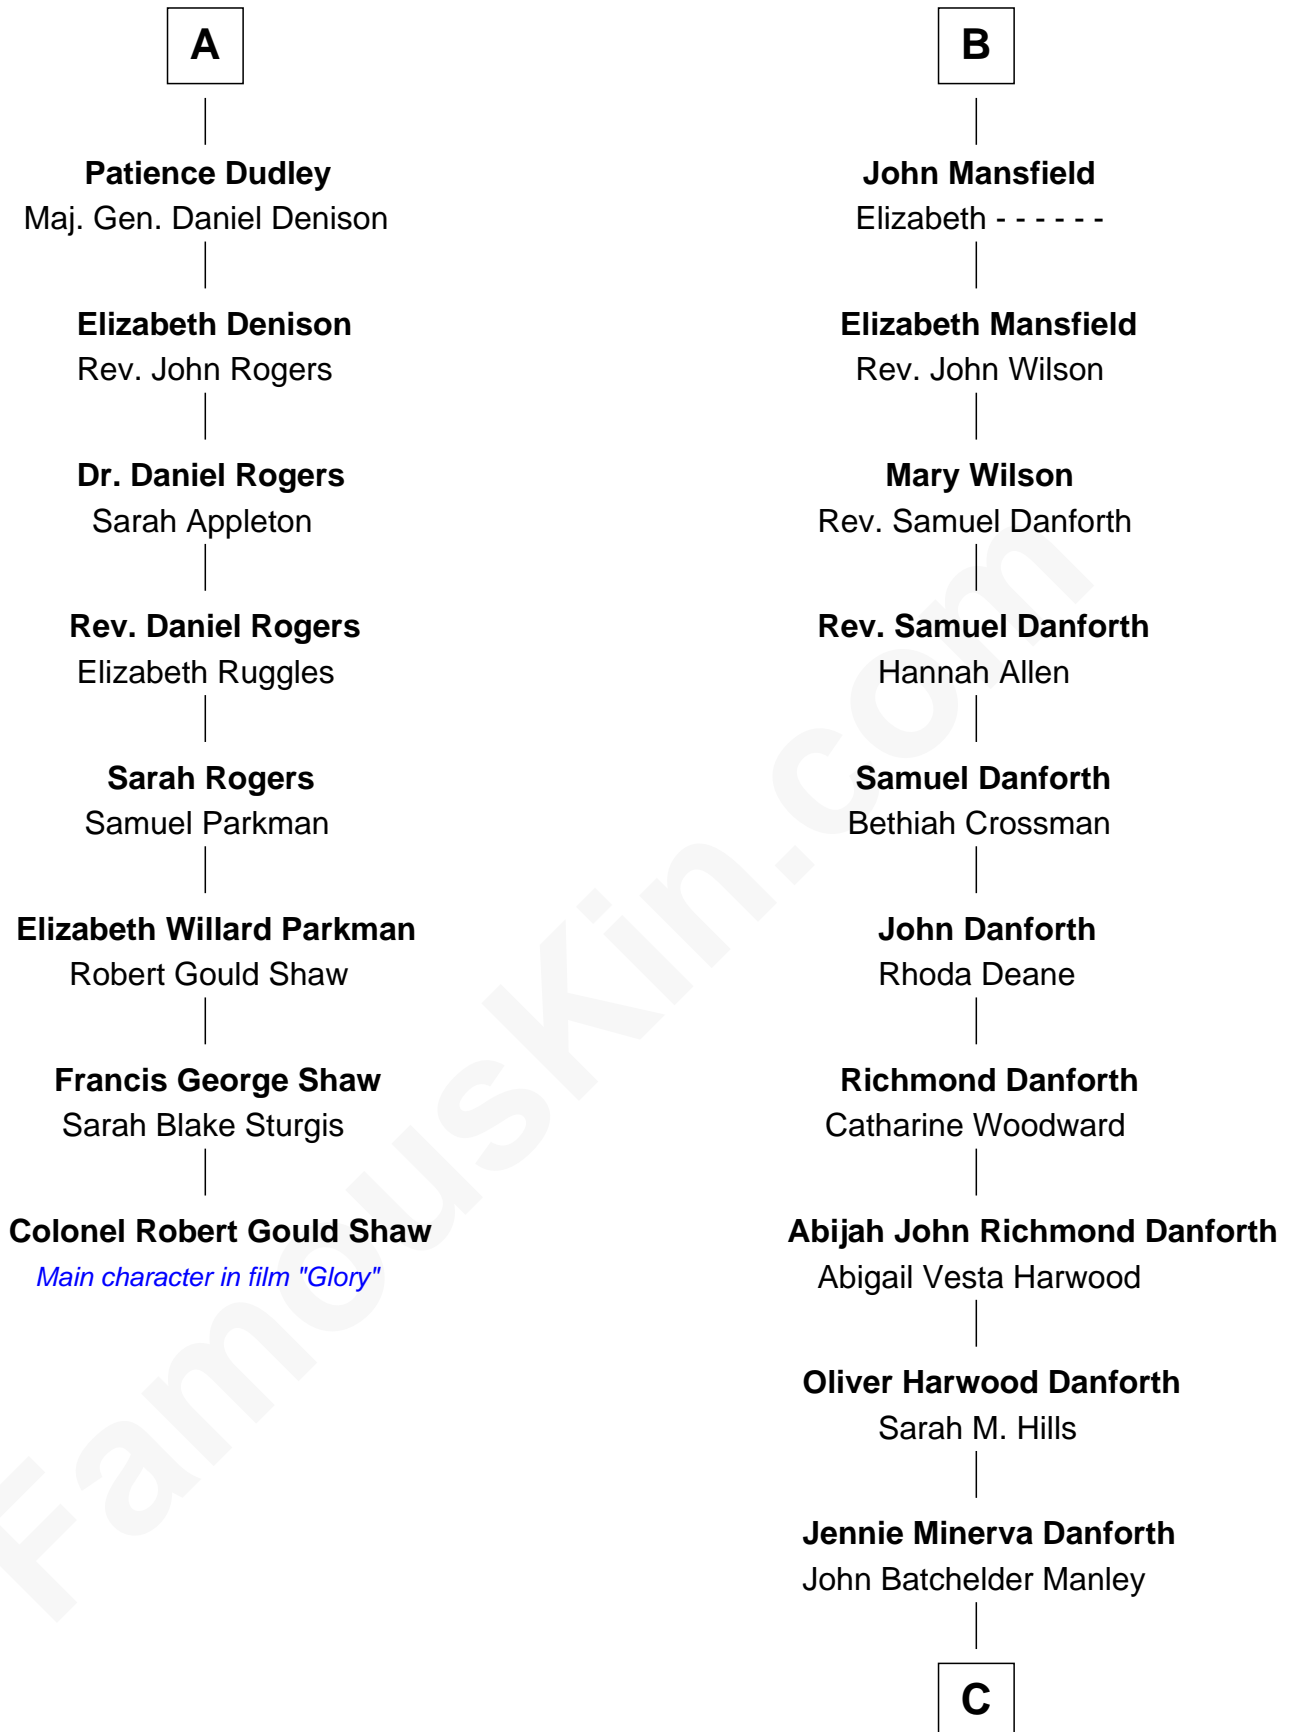 A
Patience Dudley
Maj. Gen. Daniel Denison
Elizabeth Denison
Rev. John Rogers
Dr. Daniel Rogers
Sarah Appleton
Rev. Daniel Rogers
Elizabeth Ruggles
Sarah Rogers
Samuel Parkman
Elizabeth Willard Parkman
Robert Gould Shaw
Francis George Shaw
Sarah Blake Sturgis
Colonel Robert Gould Shaw
Main character in film "Glory"
B
John Mansfield
Elizabeth - - - - - -
Elizabeth Mansfield
Rev. John Wilson
Mary Wilson
Rev. Samuel Danforth
Rev. Samuel Danforth
Hannah Allen
Samuel Danforth
Bethiah Crossman
John Danforth
Rhoda Deane
Richmond Danforth
Catharine Woodward
Abijah John Richmond Danforth
Abigail Vesta Harwood
Oliver Harwood Danforth
Sarah M. Hills
Jennie Minerva Danforth
John Batchelder Manley
C
FamousKin.com